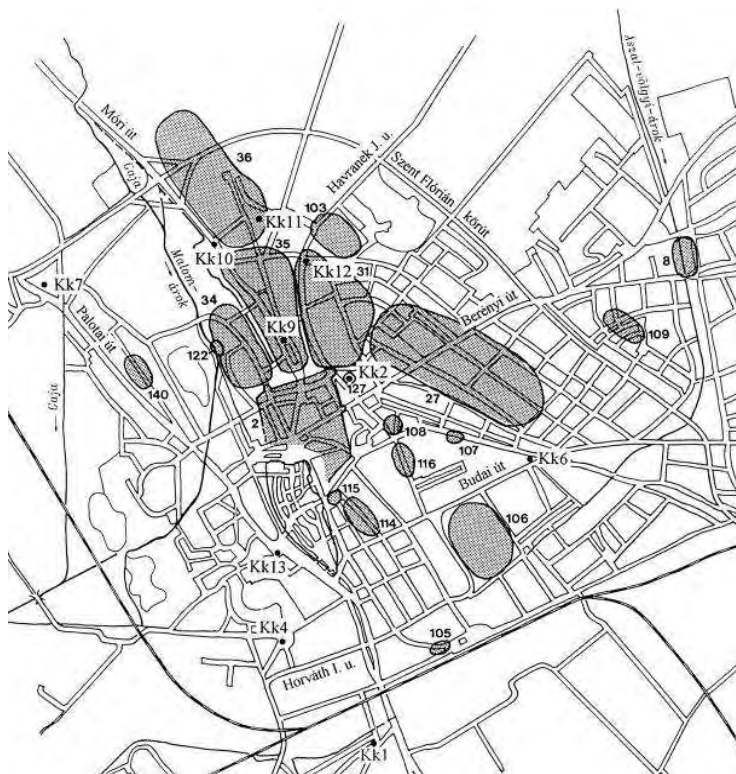 Aszal-völgyi-árok
Móri út
Gaja
36
Havranek J. u.
Szent Flórián körút
103
Kk11
35
Kk10
Kk12
31
8
Kk7
Malom-
árok
34
Berényi út
Palotai út
Kk9
109
122
Kk2
127
140
27
Gaja
2
108
107
Kk6
116
Budai út
115
114
106
Kk13
Kk4
105
Horváth I. u.
Kk1